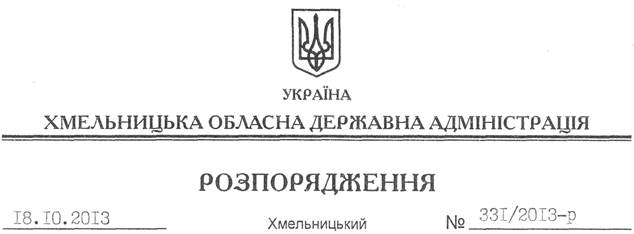 УКРАЇНА
ХМЕЛЬНИЦЬКА ОБЛАСНА ДЕРЖАВНА АДМІНІСТРАЦІЯ
РОЗПОРЯДЖЕННЯ
18.10.2013 Хмельницький № 331/2013-р